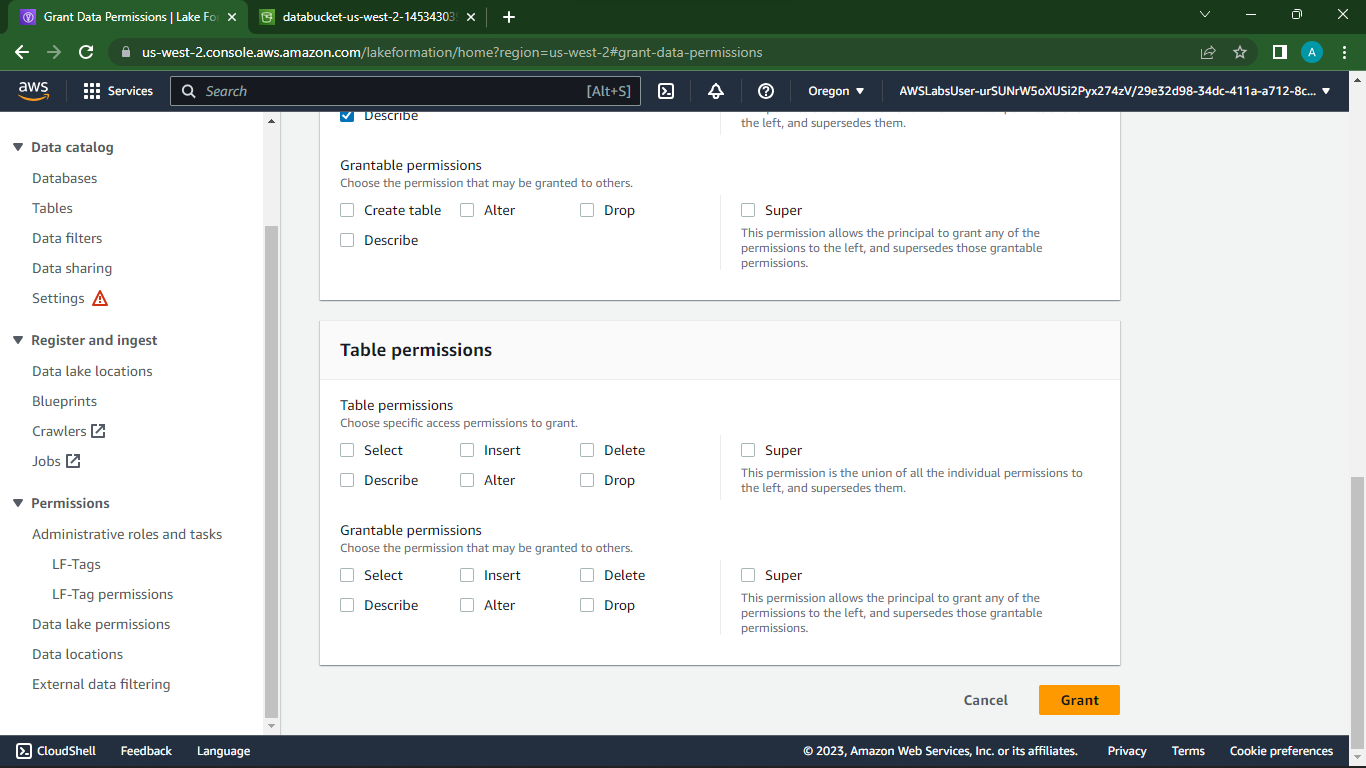 Grant Data Permissions | Lake Fo
databucket-us-west-2-14534303
us-west-2.console.aws.amazon.com/lakeformation/home?region=us-west-2#grant-data-permissions
A
aws
Services
Search
[Alt+S]
Oregon
AWSLabsUser-urSUNrW5oXUSi2Pyx274zV/29e32d98-34dc-411a-a712-8c...
Data catalog
Databases
Tables
Data filters
Data sharing
Settings
Register and ingest
Data lake locations
Blueprints
Crawlers
Jobs
Permissions
Administrative roles and tasks
LF-Tags
LF-Tag permissions
Data lake permissions
Data locations
External data filtering
Describe
the left, and supersedes them.
Grantable permissions
Choose the permission that may be granted to others.
Create table
Alter
Drop
Describe
Super
This permission allows the principal to grant any of the
permissions to the left, and supersedes those grantable
permissions.
Table permissions
Table permissions
Choose specific access permissions to grant.
Select
Insert
Delete
Describe
Alter
Drop
Super
This permission is the union of all the individual permissions to
the left, and supersedes them.
Grantable permissions
Choose the permission that may be granted to others.
Select
Insert
Delete
Describe
Alter
Drop
Super
This permission allows the principal to grant any of the
permissions to the left, and supersedes those grantable
permissions.
Cancel
Grant
CloudShell
Feedback
Language
© 2023, Amazon Web Services, Inc. or its affiliates.
Privacy
Terms
Cookie preferences